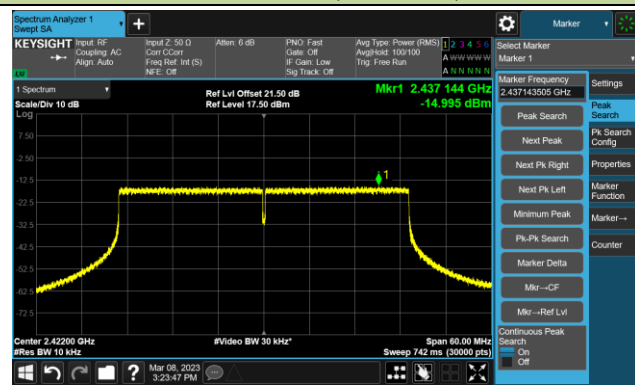 Spectrum Analyzer 1
Swept SA
Marker
KEYSIGHT
Input: RF
Coupling: AC
Align: Auto
Input Z: 50 Ω
Corr CCorr
Freq Ref: Int (S)
NFE: Off
Atten: 6 dB
PNO: Fast
Gate: Off
IF Gain: Low
Sig Track: Off
Avg Type: Power (RMS)
Avg|Hold: 100/100
Trig: Free Run
1 2 3 4 5 6
A W W W W W
A N N N N N
LXI
Select Marker
Marker 1
Marker Frequency
2.437143505 GHz
Settings
Peak Search
Next Peak
Next Pk Right
Next Pk Left
Minimum Peak
Pk-Pk Search
Marker Delta
Mkr→CF
Mkr→Ref Lvl
Continuous Peak
Search
On
Off
Peak
Search
Pk Search
Config
Properties
Marker
Function
Marker→
Counter
1 Spectrum
Scale/Div 10 dB
Log
Ref Lvl Offset 21.50 dB
Ref Level 17.50 dBm
Mkr1 2.437 144 GHz
-14.995 dBm
7.50
-2.50
-12.5
-22.5
-32.5
-42.5
-52.5
-62.5
-72.5
1
Center 2.42200 GHz
#Res BW 10 kHz
#Video BW 30 kHz*
Span 60.00 MHz
Sweep 742 ms (30000 pts)
Mar 08, 2023
3:23:47 PM